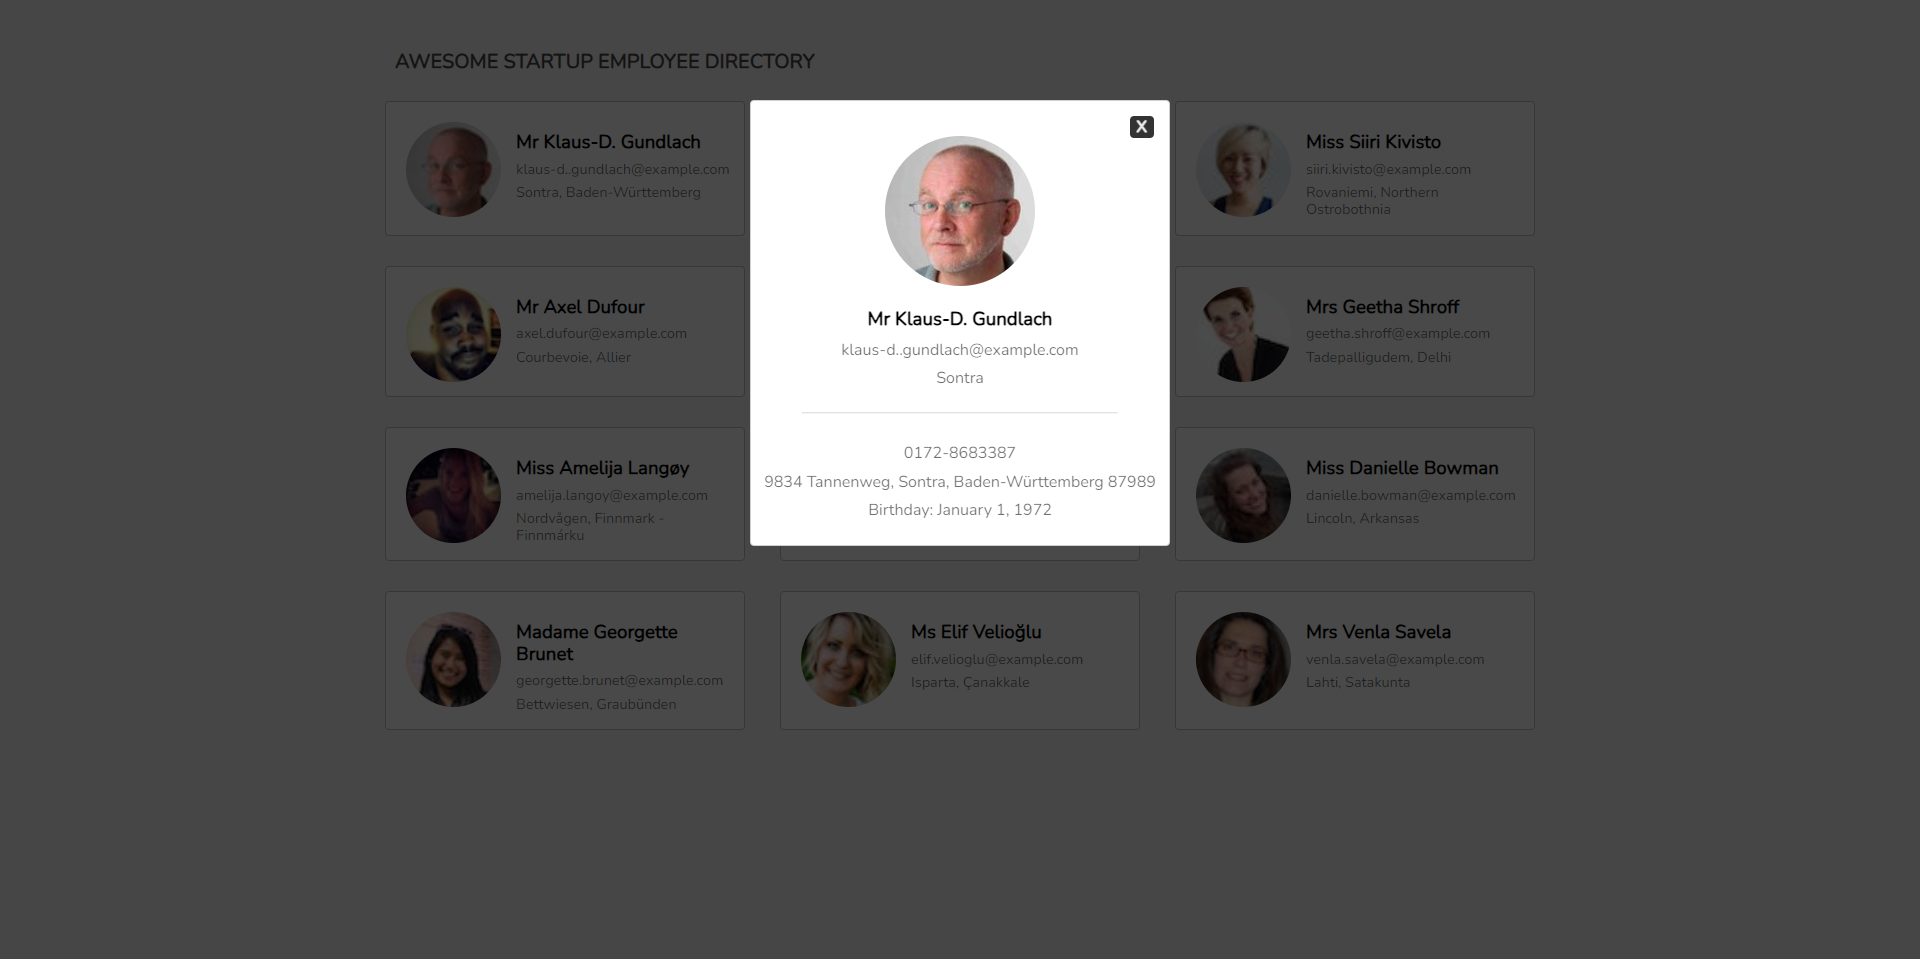 AWESOME STARTUP EMPLOYEE DIRECTORY
Mr Klaus-D. Gundlach
klaus-d..gundlach@example.com
Sontra, Baden-Württemberg
X
Mr Klaus-D. Gundlach
klaus-d..gundlach@example.com
Sontra
0172-8683387
9834 Tannenweg, Sontra, Baden-Württemberg 87989
Birthday: January 1, 1972
Miss Siiri Kivisto
siiri.kivisto@example.com
Rovaniemi, Northern
Ostrobothnia
Mr Axel Dufour
axel.dufour@example.com
Courbevoie, Allier
Mrs Geetha Shroff
geetha.shroff@example.com
Tadepalligudem, Delhi
Miss Amelija Langøy
amelija.langoy@example.com
Nordvågen, Finnmark -
Finnmárku
Miss Danielle Bowman
danielle.bowman@example.com
Lincoln, Arkansas
Madame Georgette
Brunet
georgette.brunet@example.com
Bettwiesen, Graubünden
Ms Elif Velioğlu
elif.velioglu@example.com
Isparta, Çanakkale
Mrs Venla Savela
venla.savela@example.com
Lahti, Satakunta